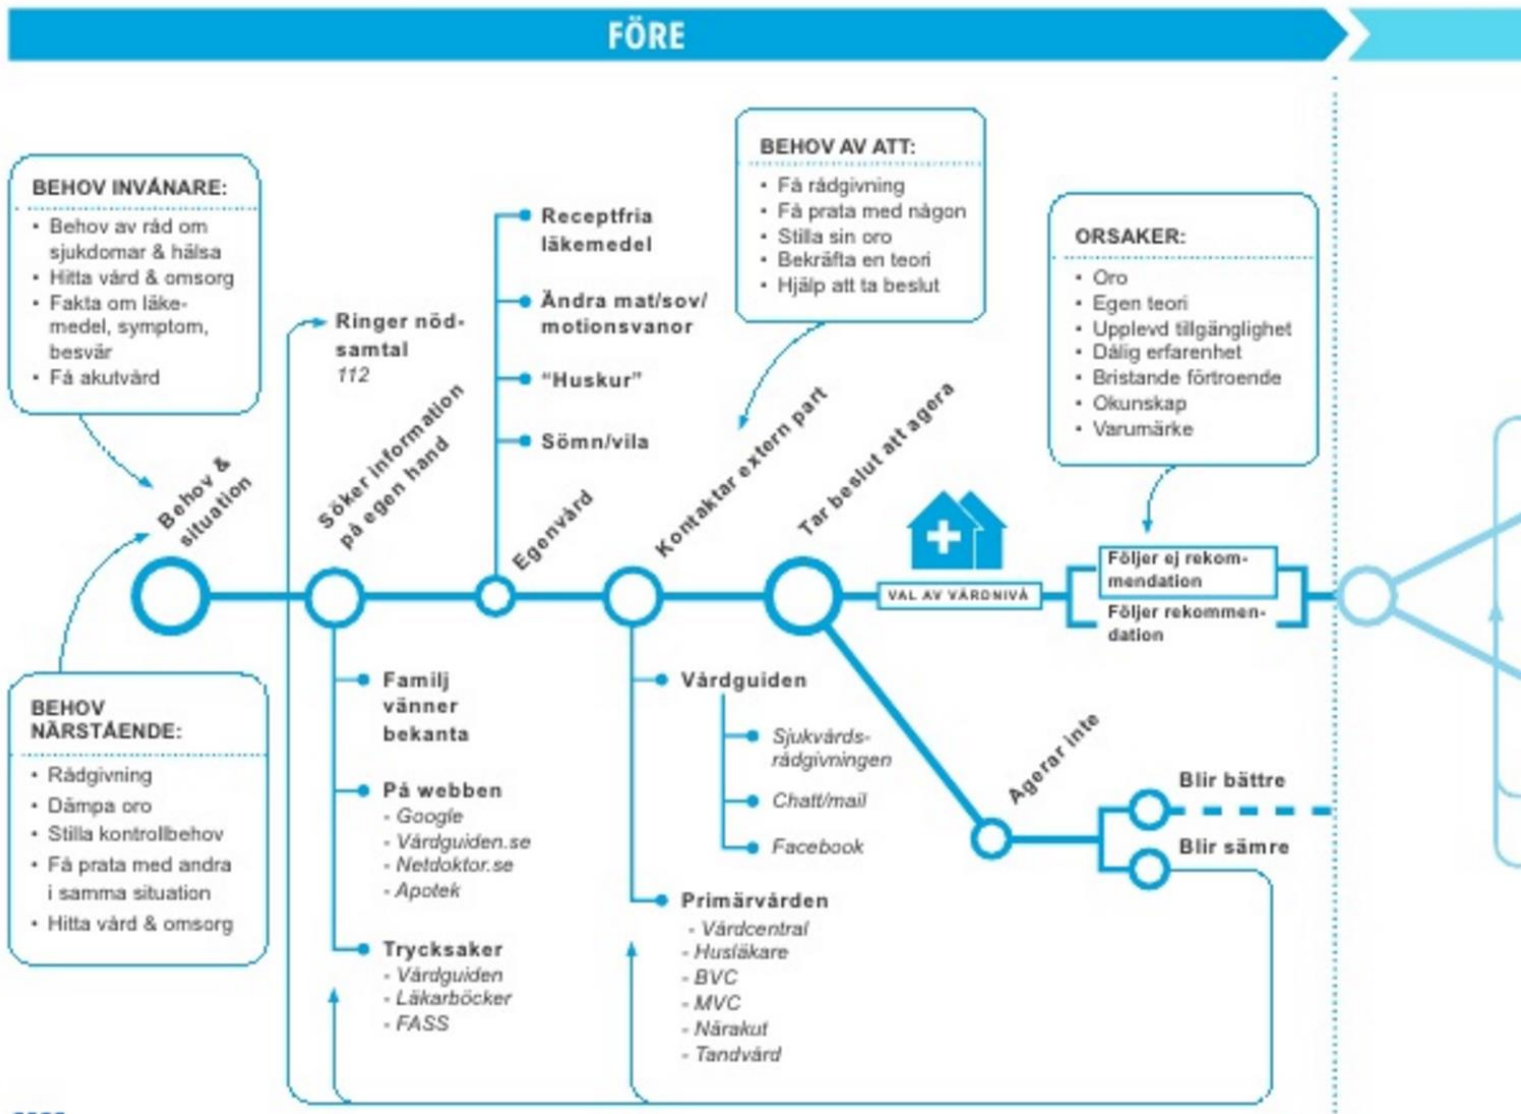 FÖRE
BEHOV INVÅNARE:
• Behov av råd om
sjukdomar & hälsa
• Hitta vård & omsorg
• Fakta om läke-
medel, symptom,
besvär
• Få akutvård
BEHOV
NÄRSTÅENDE:
• Rådgivning
• Dämpa oro
• Stilla kontrollbehov
• Få prata med andra
i samma situation
• Hitta vård & omsorg
Behov &
situation
Ringer nöd-
samtal
112
Söker information
på egen hand
Familj
vänner
bekanta
På webben
- Google
- Vårdguiden.se
- Netdoktor.se
- Apotek
Trycksaker
- Vårdguiden
- Läkarböcker
- FASS
Receptfria
läkemedel
Ändra mat/sov/
motionsvanor
"Huskur"
Sömn/vila
Egenvård
BEHOV AV ATT:
• Få rådgivning
• Få prata med någon
• Stilla sin oro
• Bekräfta en teori
• Hjälp att ta beslut
Kontaktar extern part
Vårdguiden
Sjukvårds-
rådgivningen
Chatt/mail
Facebook
Primärvården
- Vårdcentral
- Husläkare
- BVC
- MVC
- Närakut
- Tandvård
Tar beslut att agera
VAL AV VÅRDNIVÅ
ORSAKER:
• Oro
• Egen teori
• Upplevd tillgänglighet
• Dålig erfarenhet
• Bristande förtroende
• Okunskap
• Varumärke
Följer ej rekom-
mendation
Följer rekommen-
dation
Agerar inte
Blir bättre
Blir sämre